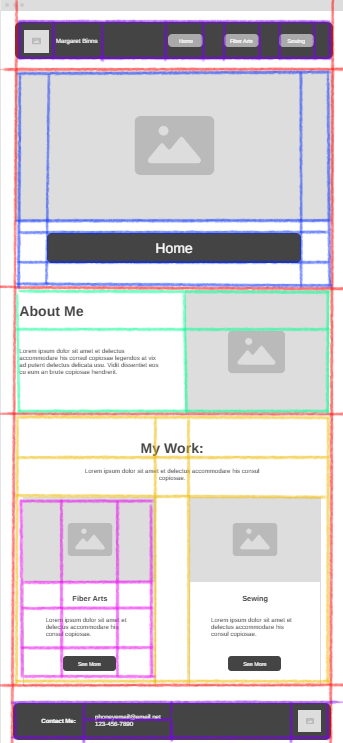 Margaret Binns
Home
Fiber Arts
Sewing
Home
About Me
Lorem ipsum dolor sit amet et delectus
accommodare his consul copiosae legendos at vix
ad putent delectus delicata usu. Vidit dissentiet eos
cu eum an brute copiosae hendrerit.
My Work:
Lorem ipsum dolor sit amet et delectus accommodare his consul
copiosae.
Fiber Arts
Lorem ipsum dolor sit amet et
delectus accommodare his
consul copiosae.
See More
Sewing
Lorem ipsum dolor sit amet et
delectus accommodare his
consul copiosae.
See More
Contact Me:
phoneyemail@email.net
123-456-7890